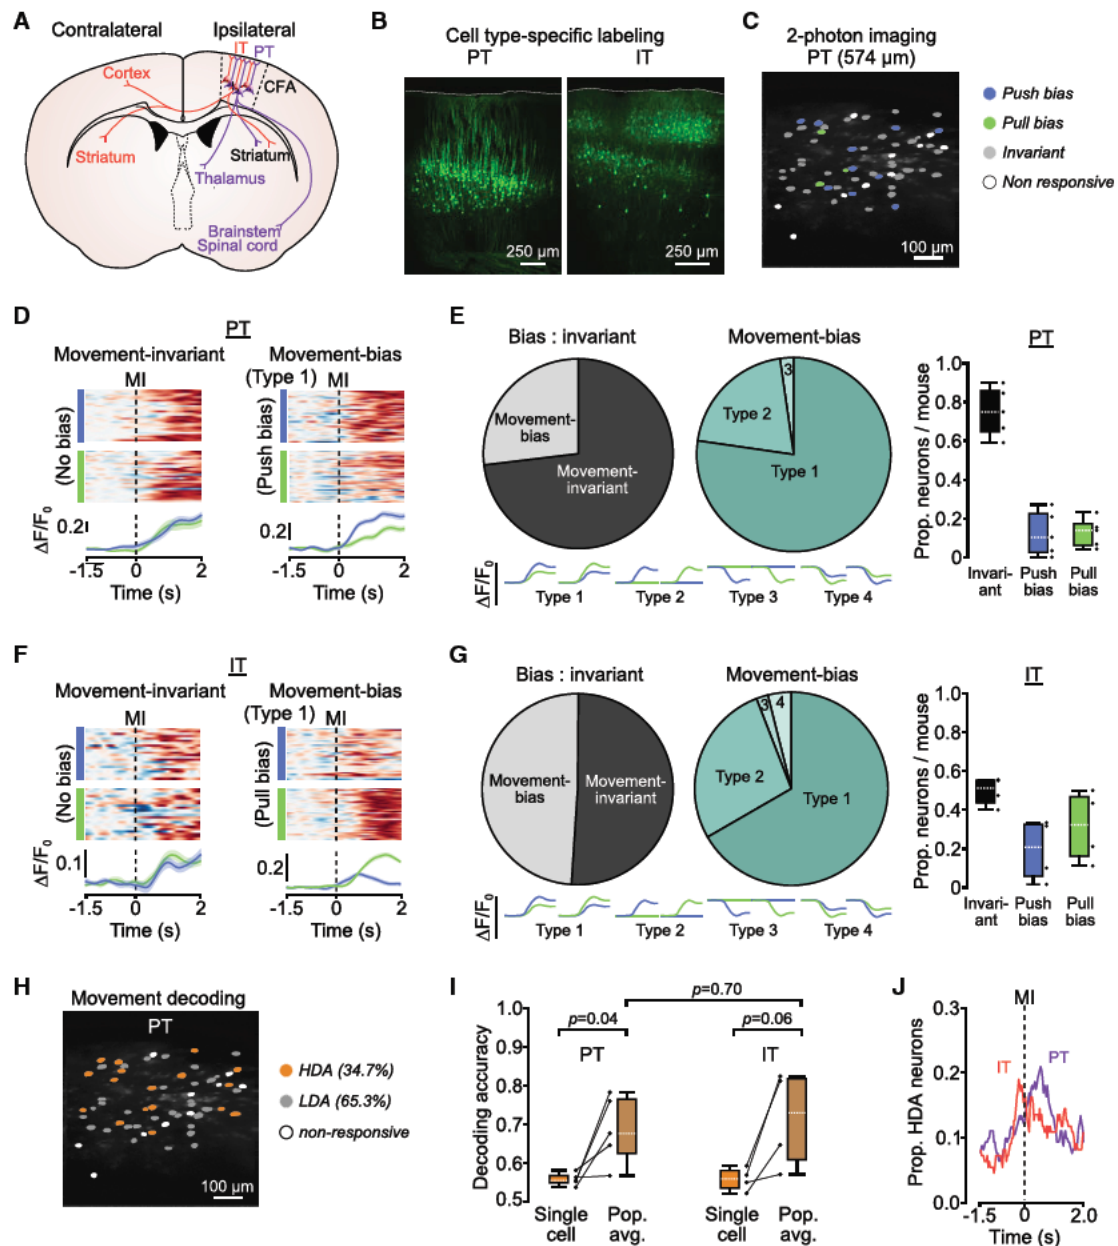 A
Contralateral
Ipsilateral
IT
PT
Cortex
CFA
Striatum
Striatum
Thalamus
Brainstem
Spinal cord
B
Cell type-specific labeling
PT
IT
250 µm
250 µm
C
2-photon imaging
PT (574 µm)
Push bias
Pull bias
Invariant
Non responsive
100 µm
D
PT
Movement-invariant
Movement-bias
(Type 1)
MI
MI
(No bias)
(Push bias)
ΔF/F0
0.2
0.2
-1.5 0 2
-1.5 0 2
Time (s)
Time (s)
E
Bias : invariant
Movement-bias
PT
Movement-
bias
Movement-
invariant
3
Type 2
Type 1
ΔF/F0
Type 1
Type 2
Type 3
Type 4
Prop. neurons / mouse
1.0
0.8
0.6
0.4
0.2
0
Invari-
ant
Push
bias
Pull
bias
F
IT
Movement-invariant
Movement-bias
(Type 1)
MI
MI
(No bias)
(Pull bias)
ΔF/F0
0.1
0.2
-1.5 0 2
-1.5 0 2
Time (s)
Time (s)
G
Bias : invariant
Movement-bias
IT
Movement-
bias
Movement-
invariant
3
4
Type 2
Type 1
ΔF/F0
Type 1
Type 2
Type 3
Type 4
Prop. neurons / mouse
1.0
0.8
0.6
0.4
0.2
0
Invari-
ant
Push
bias
Pull
bias
H
Movement decoding
PT
HDA (34.7%)
LDA (65.3%)
non-responsive
100 µm
I
Decoding accuracy
1.0
0.9
0.8
0.7
0.6
0.5
p=0.70
p=0.04
p=0.06
PT
IT
Single
cell
Pop.
avg.
Single
cell
Pop.
avg.
J
MI
Prop. HDA neurons
0.3
0.2
0.1
0.0
IT
PT
-1.5 0 2.0
Time (s)